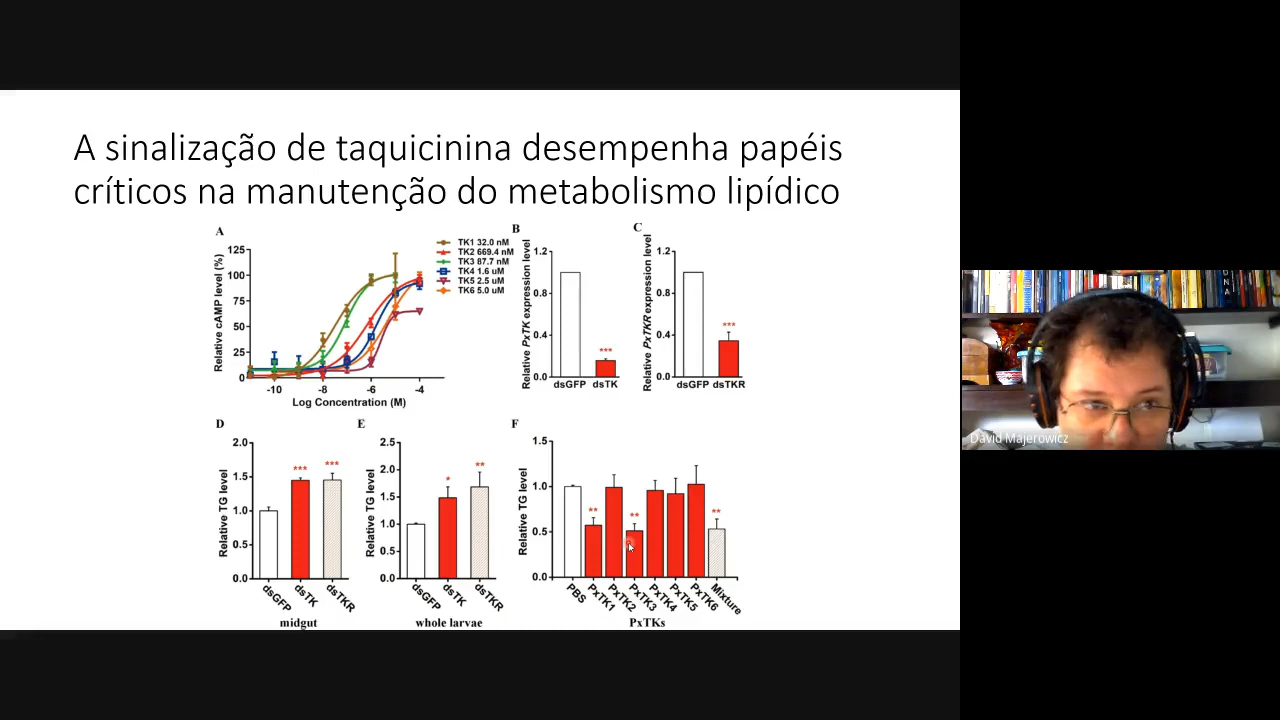 A sinalização de taquicinina desempenha papéis
críticos na manutenção do metabolismo lipídico
A
Relative cAMP level (%)
125
100
75
50
25
0
-10
-8
-6
-4
Log Concentration (M)
TK1 32.0 nM
TK2 669.4 nM
TK3 87.7 nM
TK4 1.6 uM
TK5 2.5 uM
TK6 5.0 uM
B
Relative PxTK expression level
1.2
0.8
0.4
0.0
***
dsGFP dsTK
C
Relative PxTKR expression level
1.2
0.8
0.4
0.0
***
dsGFP dsTKR
D
Relative TG level
2.0
1.5
1.0
0.5
0.0
***
***
dsGFP
dsTK
dsTKR
midgut
E
Relative TG level
2.5
2.0
1.5
1.0
0.5
0.0
*
**
dsGFP
dsTK
dsTKR
whole larvae
F
Relative TG level
1.5
1.0
0.5
0.0
**
**
**
PBS
PxTK1
PxTK2
PxTK3
PxTK4
PxTK5
PxTK6
Mixture
PxTKs
David Majerowicz
DNA